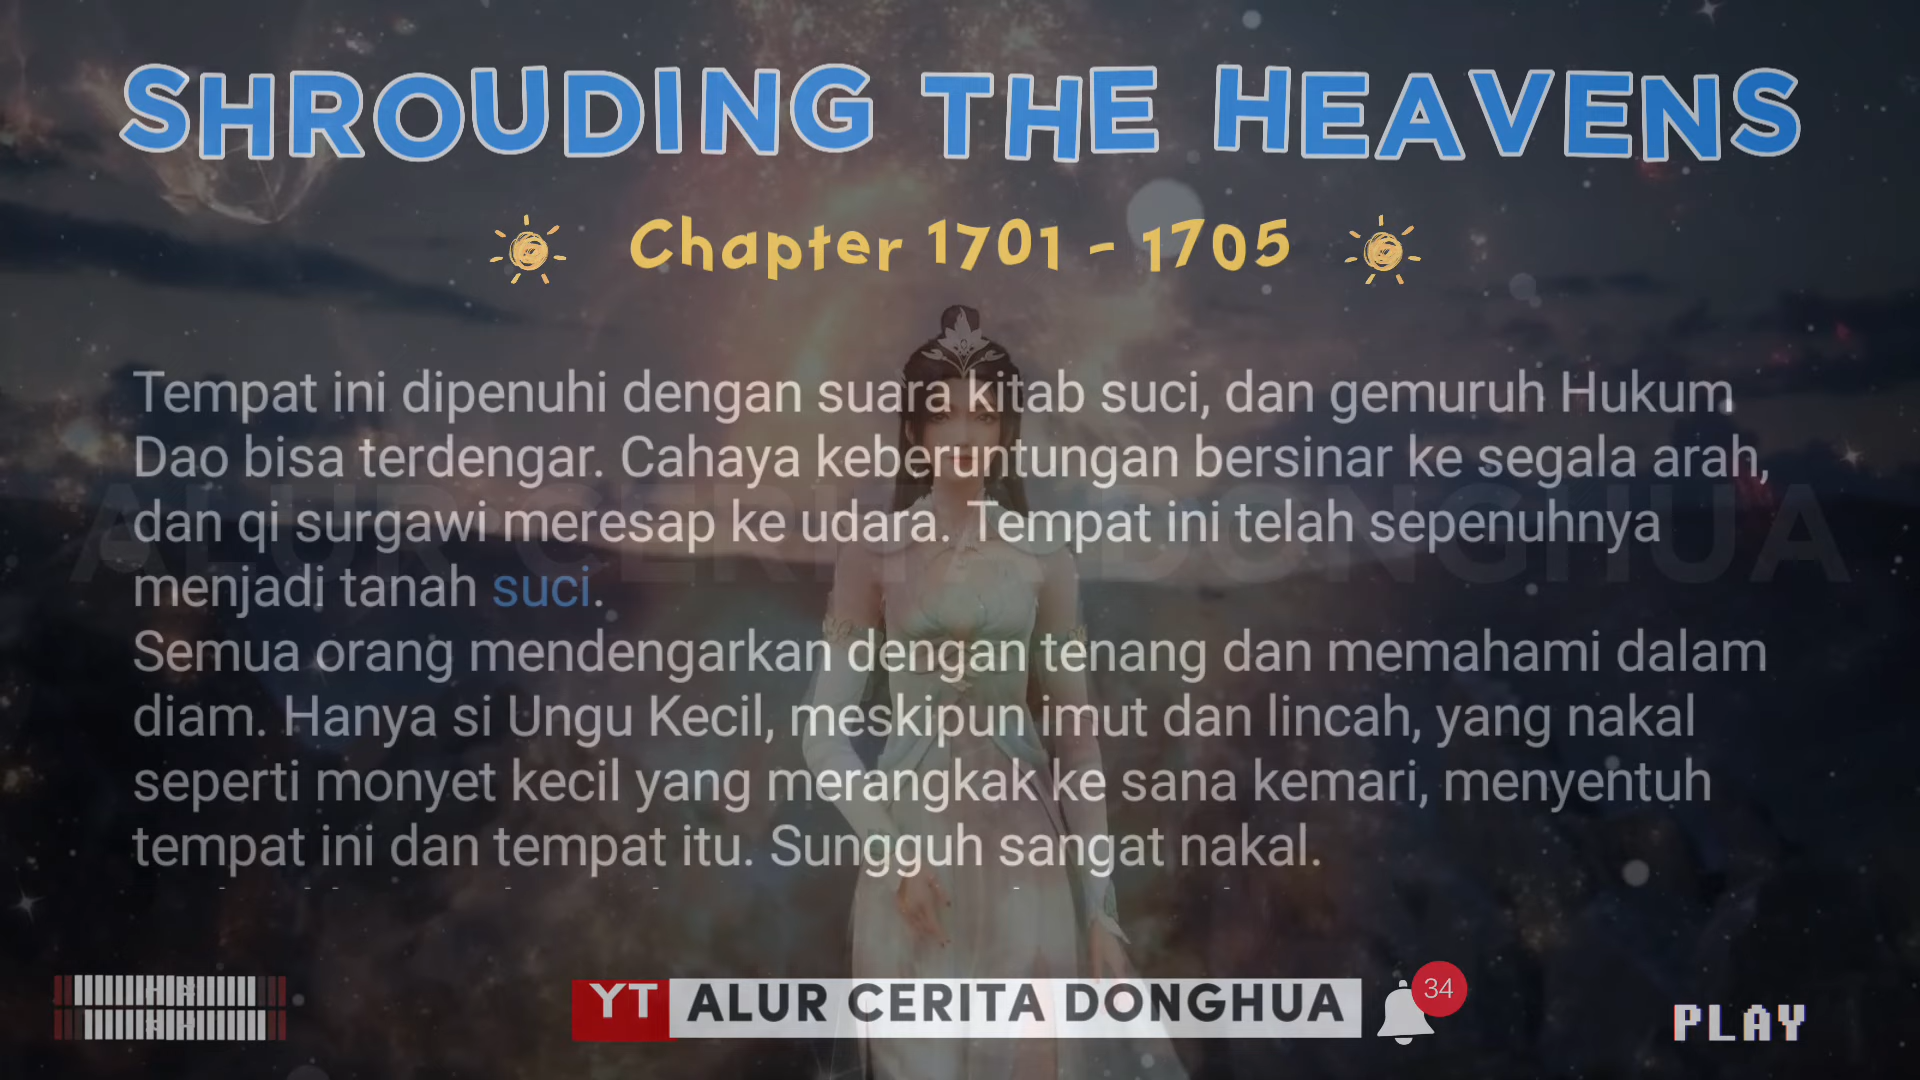 SHROUDING THE HEAVENS
Chapter 1701 - 1705
Tempat ini dipenuhi dengan suara kitab suci, dan gemuruh Hukum
Dao bisa terdengar. Cahaya keberuntungan bersinar ke segala arah,
dan qi surgawi meresap ke udara. Tempat ini telah sepenuhnya
menjadi tanah suci.
Semua orang mendengarkan dengan tenang dan memahami dalam
diam. Hanya si Ungu Kecil, meskipun imut dan lincah, yang nakal
seperti monyet kecil yang merangkak ke sana kemari, menyentuh
tempat ini dan tempat itu. Sungguh sangat nakal.
ALUR CERITA DONGHUA
YT ALUR CERITA DONGHUA
34
PLAY